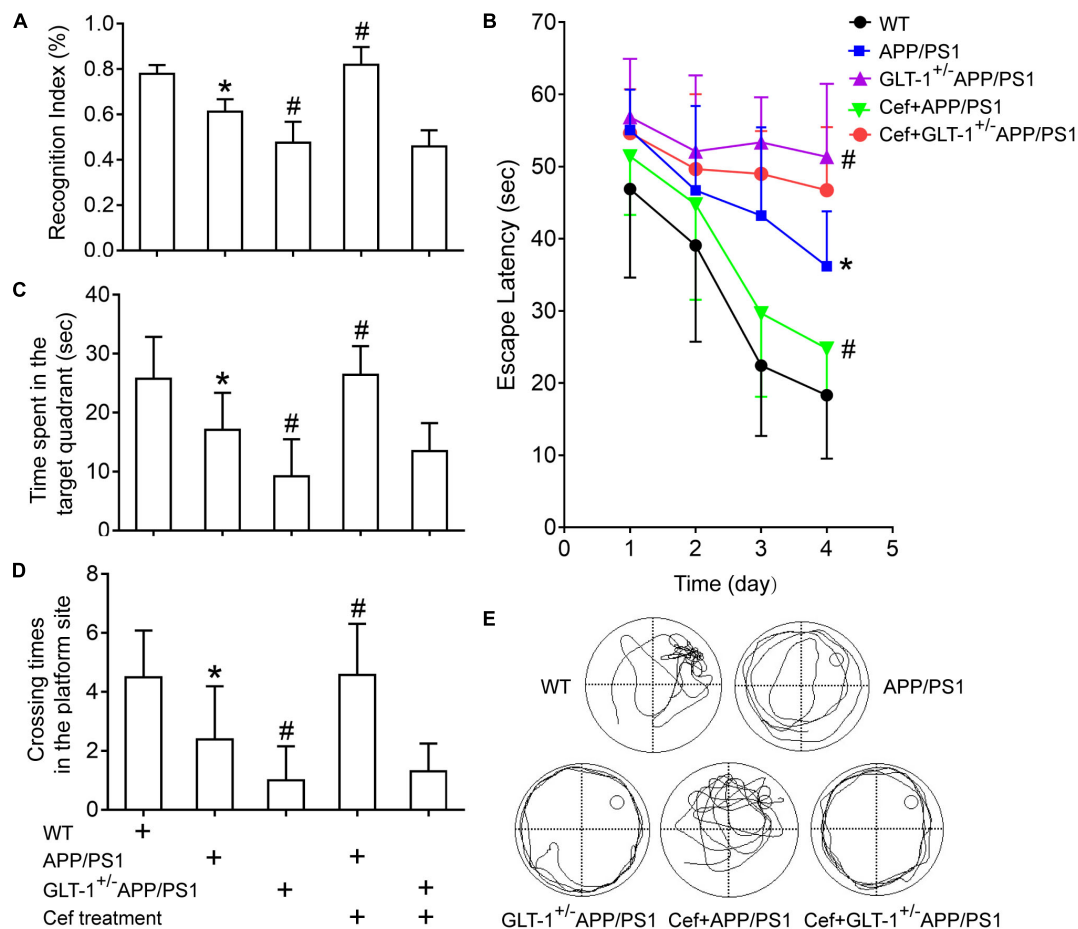 A
Recognition Index (%)
1.0
0.8
0.6
0.4
0.2
0.0
*
#
#
B
Escape Latency (sec)
70
60
50
40
30
20
10
0
0 1 2 3 4 5
Time (day)
WT
APP/PS1
GLT-1+/-APP/PS1
Cef+APP/PS1
Cef+GLT-1+/-APP/PS1
#
*
#
C
Time spent in the
target quadrant (sec)
40
30
20
10
0
*
#
#
D
Crossing times
in the platform site
8
6
4
2
0
*
#
#
WT +
APP/PS1 + +
GLT-1+/-APP/PS1 + +
Cef treatment + +
E
WT
APP/PS1
GLT-1+/-APP/PS1
Cef+APP/PS1
Cef+GLT-1+/-APP/PS1